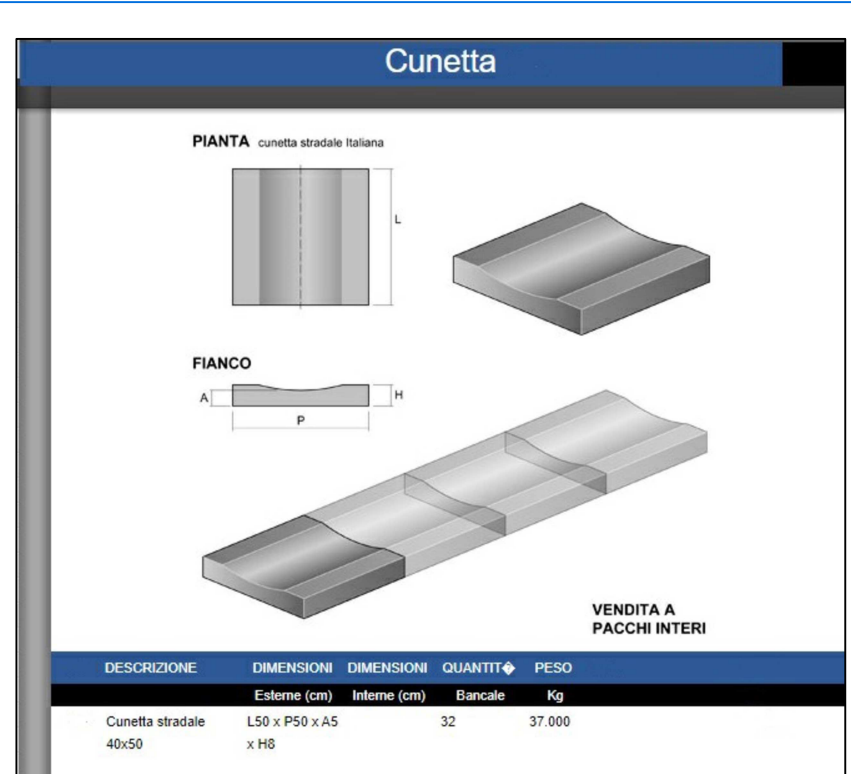 Cunetta
PIANTA cunetta stradale Italiana
L
FIANCO
A
H
P
VENDITA A
PACCHI INTERI
DESCRIZIONE DIMENSIONI DIMENSIONI QUANTIT� PESO
Esterne (cm) Interne (cm) Bancale Kg
Cunetta stradale L50 x P50 x A5 32 37.000
40x50 x H8